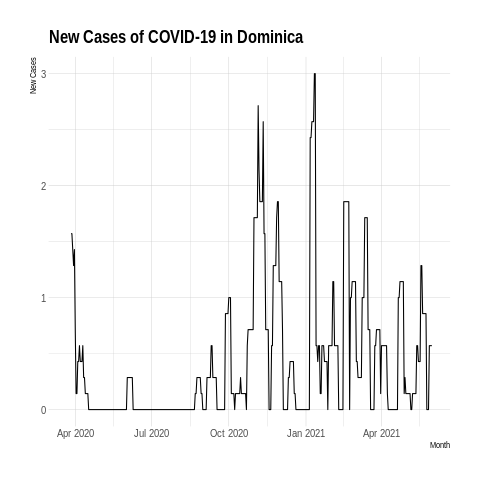 New Cases of COVID-19 in Dominica
New Cases
3
2
1
0
Apr 2020 Jul 2020 Oct 2020 Jan 2021 Apr 2021
Month